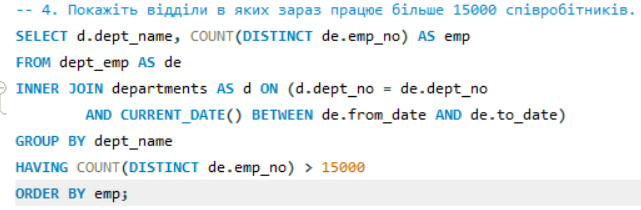 -- 4. Покажіть відділи в яких зараз працює більше 15000 співробітників.
SELECT d.dept_name, COUNT(DISTINCT de.emp_no) AS emp
FROM dept_emp AS de
INNER JOIN departments AS d ON (d.dept_no = de.dept_no
AND CURRENT_DATE() BETWEEN de.from_date AND de.to_date)
GROUP BY dept_name
HAVING COUNT(DISTINCT de.emp_no) > 15000
ORDER BY emp;